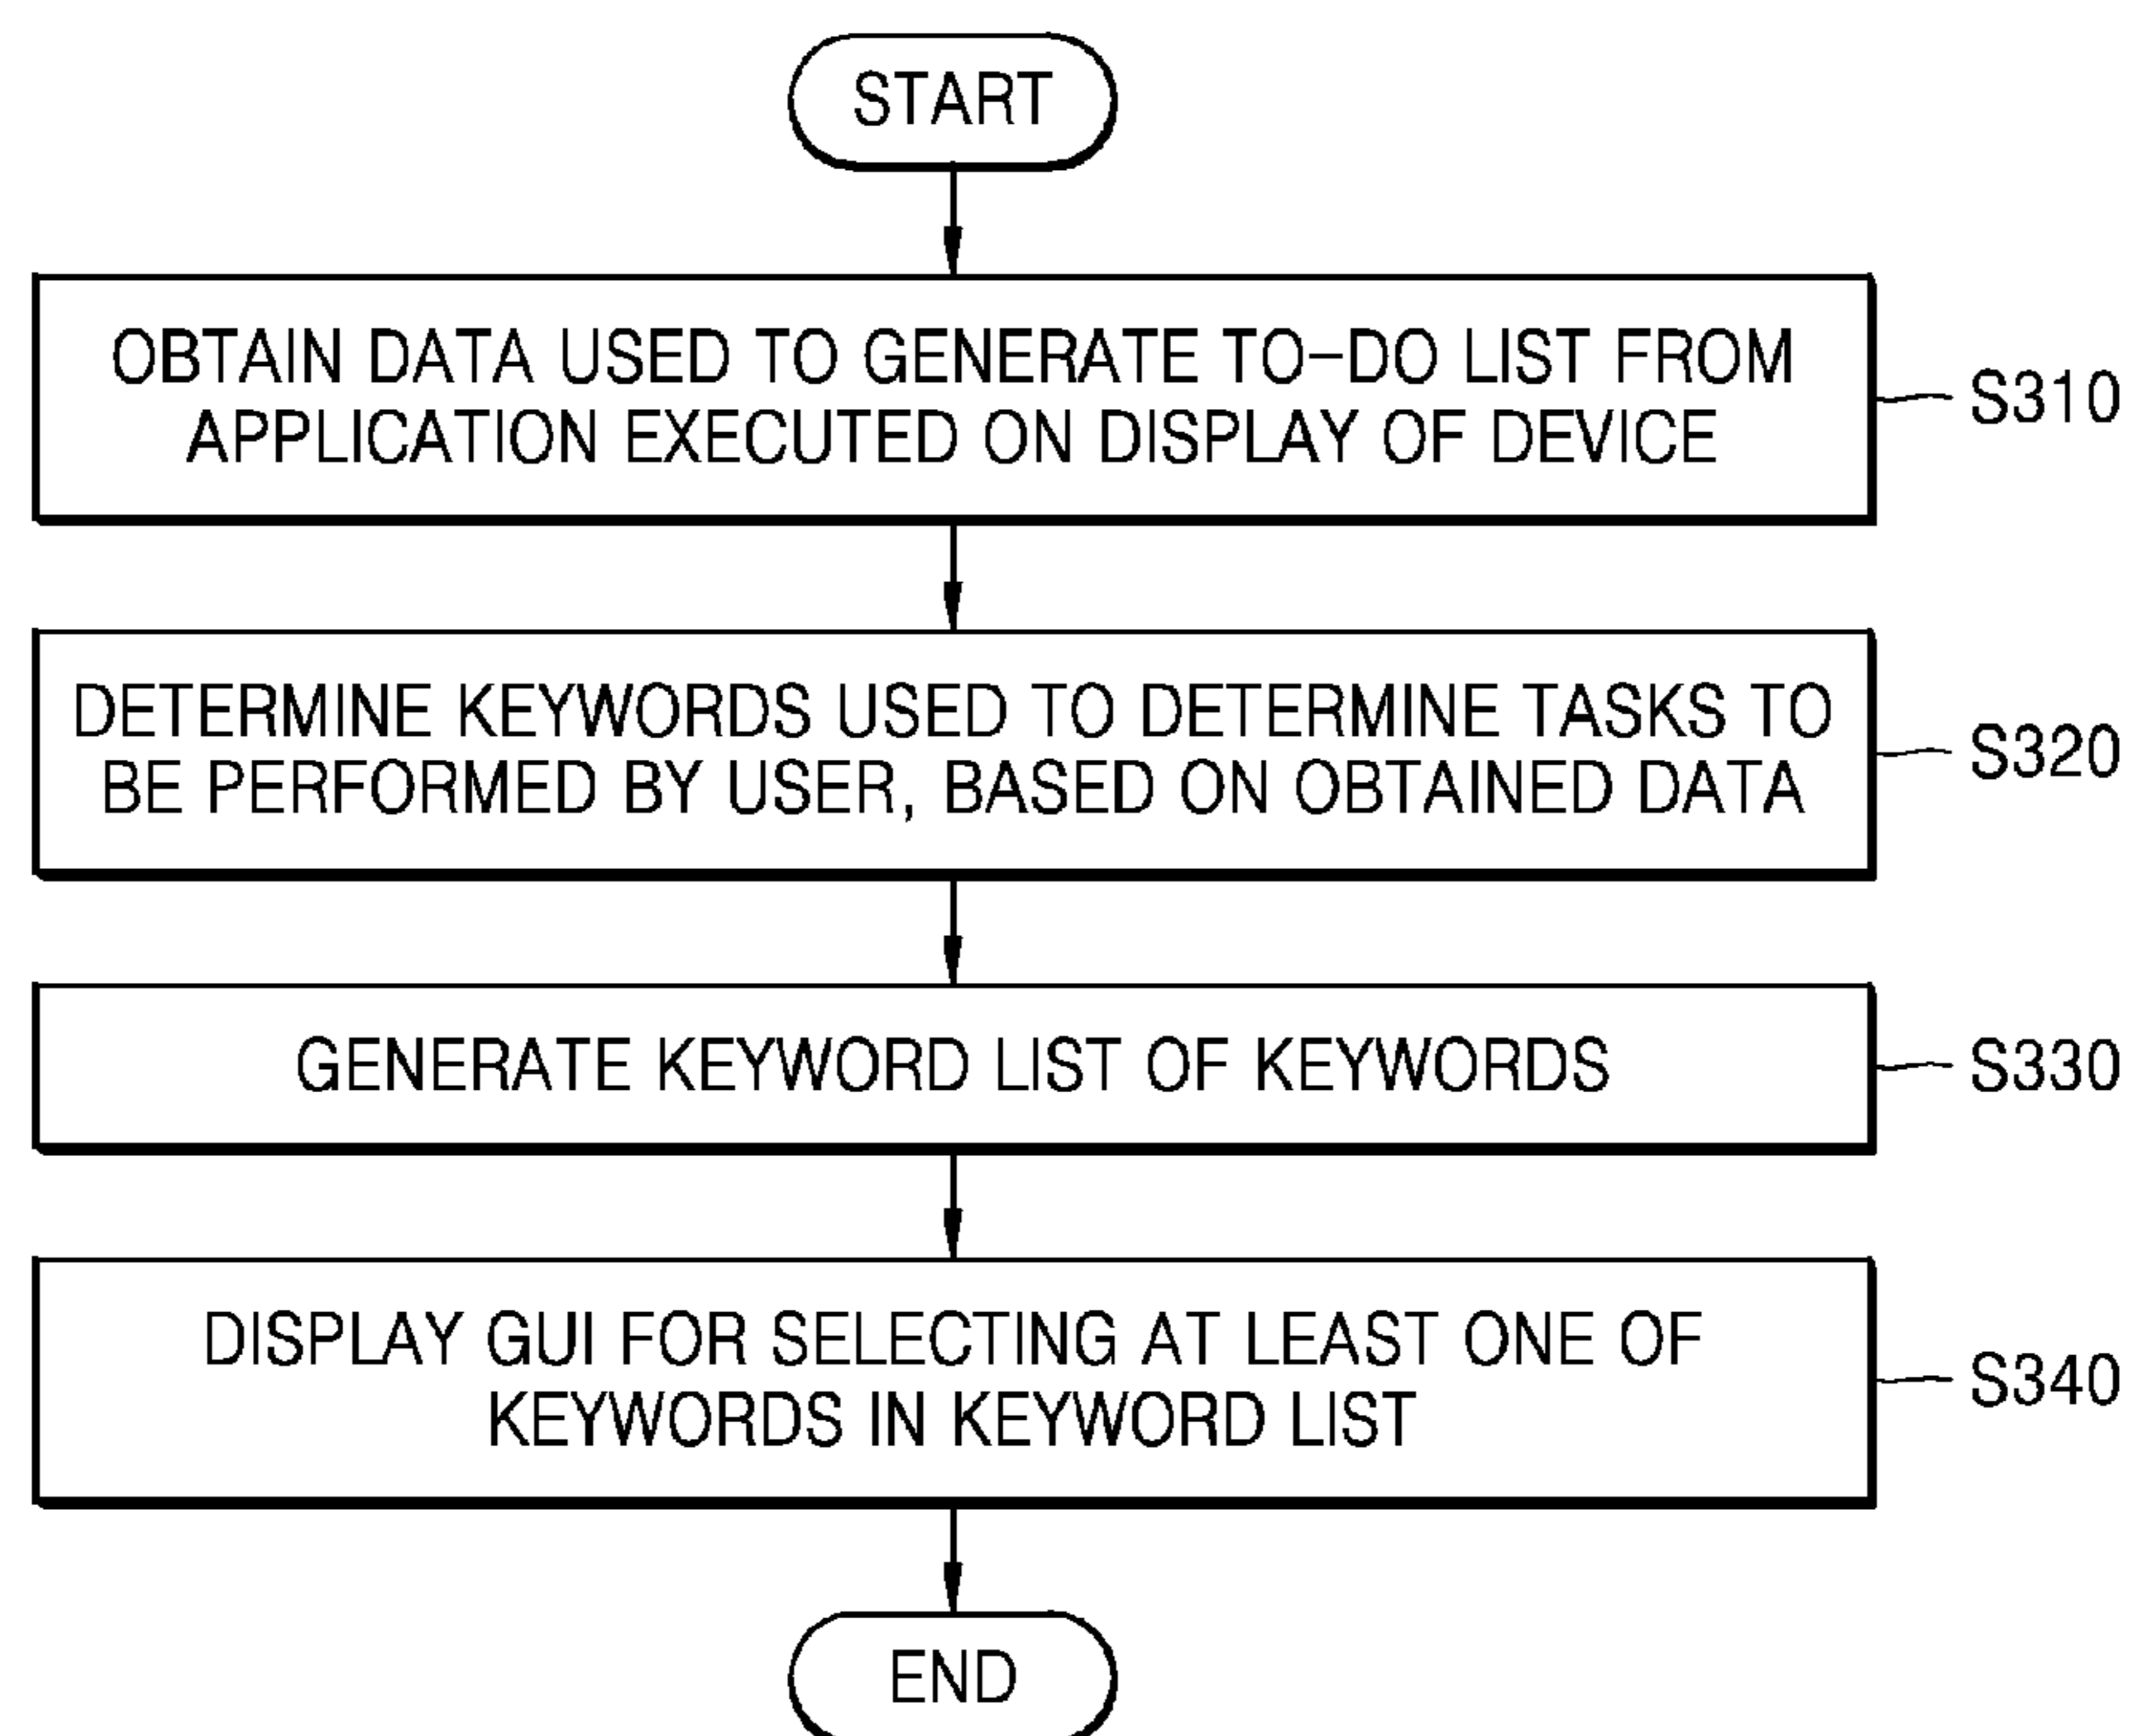 START
OBTAIN DATA USED TO GENERATE TO-DO LIST FROM
APPLICATION EXECUTED ON DISPLAY OF DEVICE
S310
DETERMINE KEYWORDS USED TO DETERMINE TASKS TO
BE PERFORMED BY USER, BASED ON OBTAINED DATA
S320
GENERATE KEYWORD LIST OF KEYWORDS
S330
DISPLAY GUI FOR SELECTING AT LEAST ONE OF
KEYWORDS IN KEYWORD LIST
S340
END